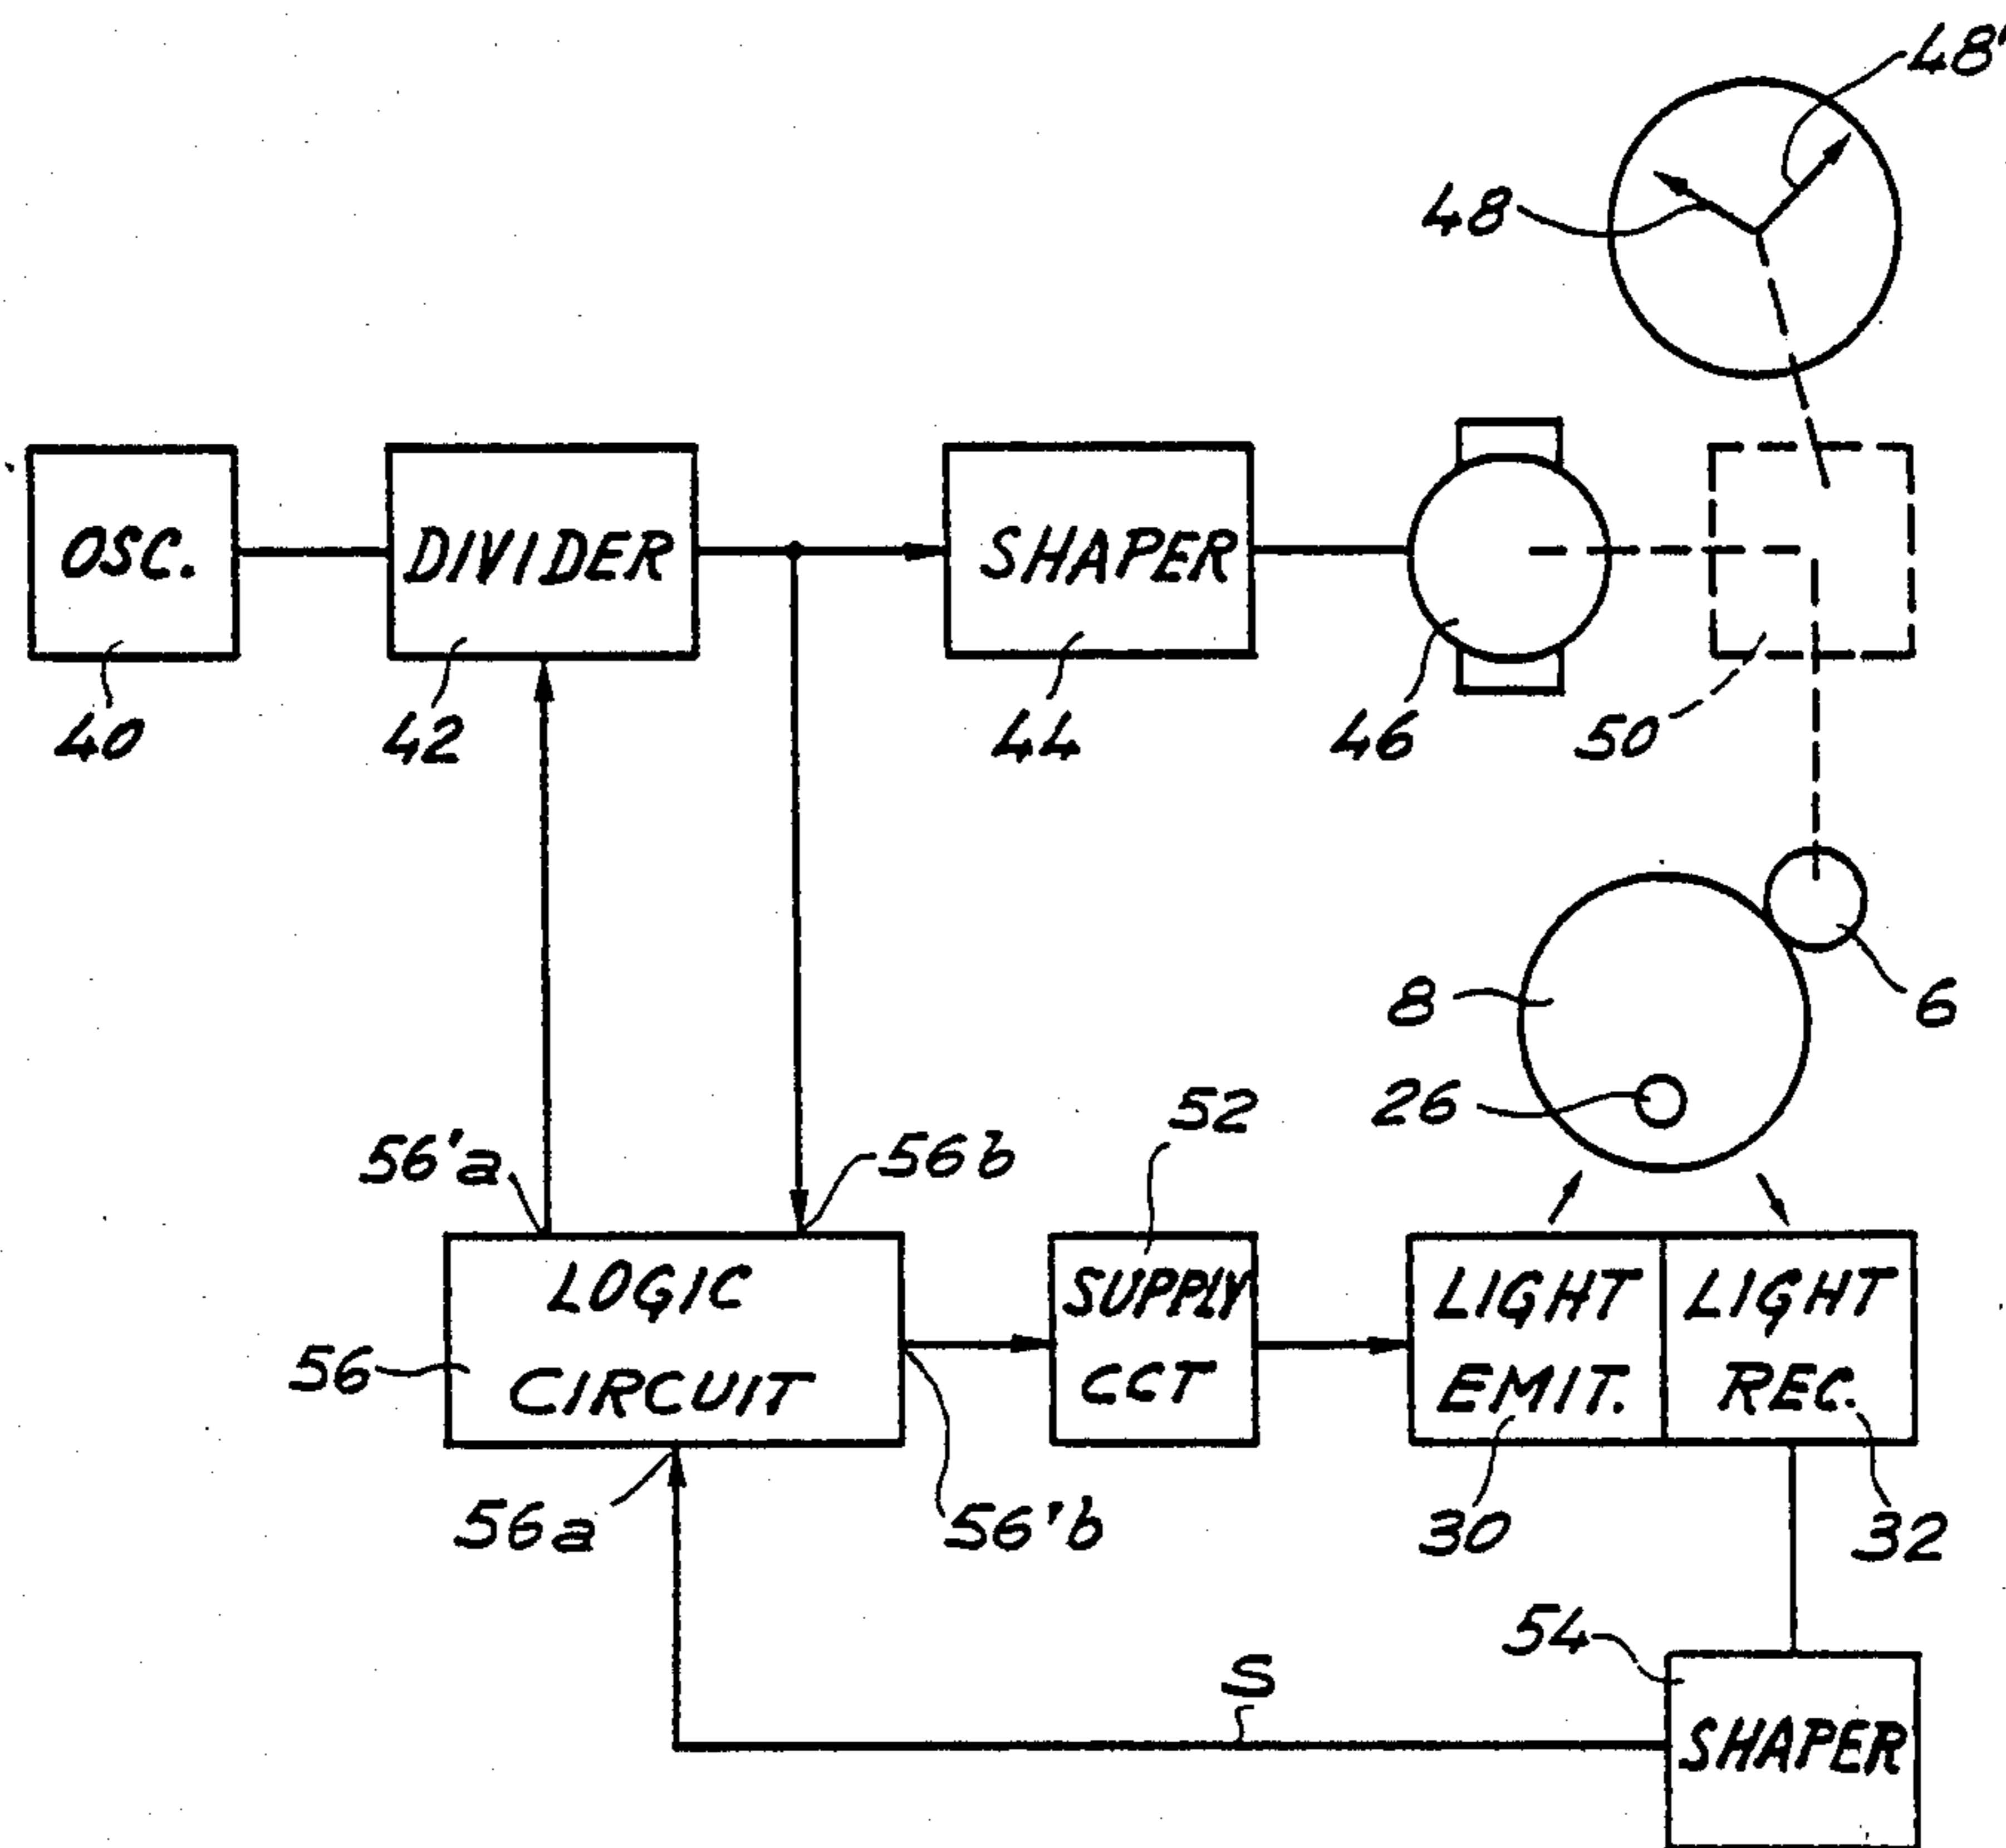 48'
48
OSC.
DIVIDER
SHAPER
40
42
44
46
50
8
6
26
52
56'a
56b
LOGIC
CIRCUIT
SUPPLY
CCT
LIGHT
EMIT.
LIGHT
REC.
56
56a
56'b
30
32
54
S
SHAPER